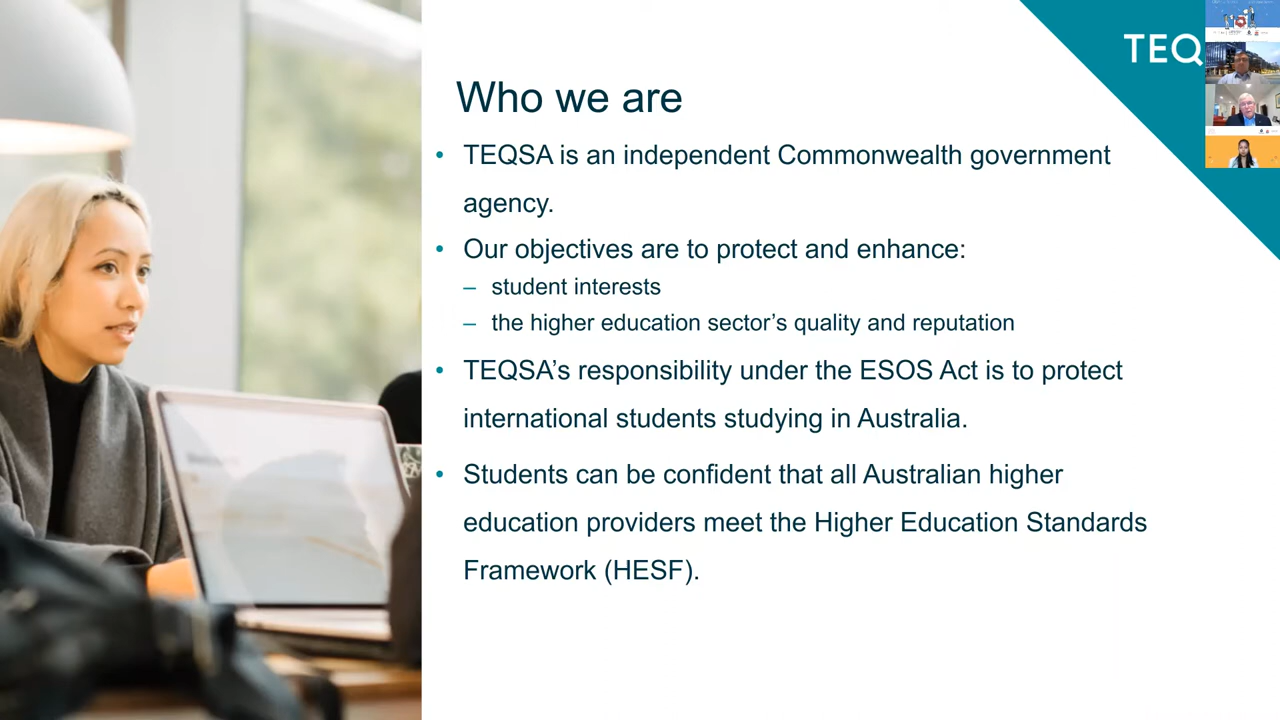 TEQ
Who we are
• TEQSA is an independent Commonwealth government
agency.
• Our objectives are to protect and enhance:
– student interests
– the higher education sector’s quality and reputation
• TEQSA’s responsibility under the ESOS Act is to protect
international students studying in Australia.
• Students can be confident that all Australian higher
education providers meet the Higher Education Standards
Framework (HESF).